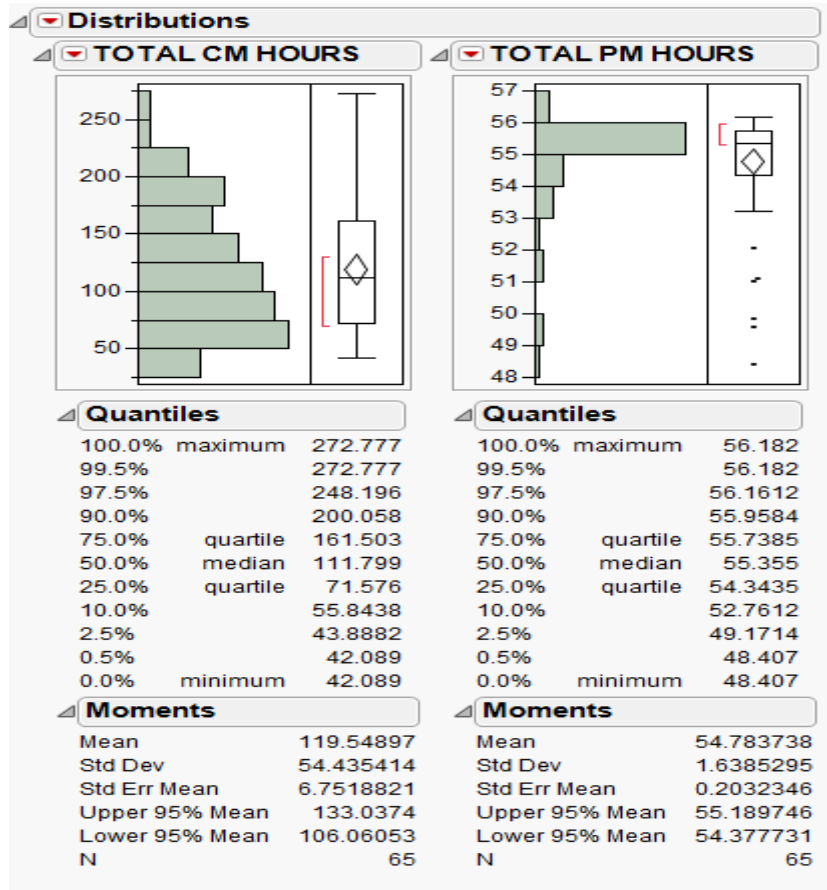 Distributions
TOTAL CM HOURS
250
200
150
100
50
Quantiles
100.0% maximum 272.777
99.5% 272.777
97.5% 248.196
90.0% 200.058
75.0% quartile 161.503
50.0% median 111.799
25.0% quartile 71.576
10.0% 55.8438
2.5% 43.8882
0.5% 42.089
0.0% minimum 42.089
Moments
Mean 119.54897
Std Dev 54.435414
Std Err Mean 6.7518821
Upper 95% Mean 133.0374
Lower 95% Mean 106.06053
N 65
TOTAL PM HOURS
57
56
55
54
53
52
51
50
49
48
Quantiles
100.0% maximum 56.182
99.5% 56.182
97.5% 56.1612
90.0% 55.9584
75.0% quartile 55.7385
50.0% median 55.355
25.0% quartile 54.3435
10.0% 52.7612
2.5% 49.1714
0.5% 48.407
0.0% minimum 48.407
Moments
Mean 54.783738
Std Dev 1.6385295
Std Err Mean 0.2032346
Upper 95% Mean 55.189746
Lower 95% Mean 54.377731
N 65